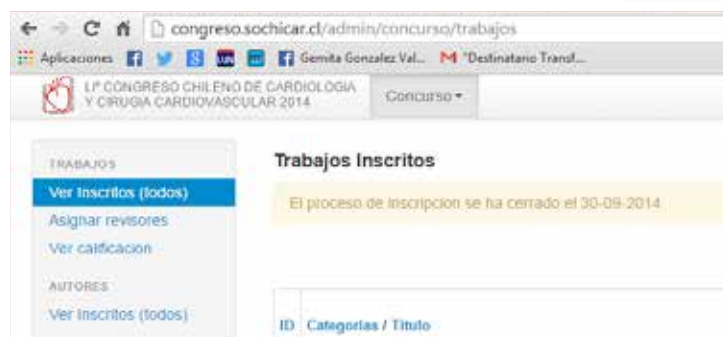 congreso.sochicar.cl/admin/concurso/trabajos
Aplicaciones Gemita Gonzalez Val... "Destinatario Transf...
LIº CONGRESO CHILENO DE CARDIOLOGIA
Y CIRUGIA CARDIOVASCULAR 2014
Concurso
TRABAJOS
Ver Inscritos (todos)
Asignar revisores
Ver calificacion
AUTORES
Ver Inscritos (todos)
Trabajos Inscritos
El proceso de inscripcion se ha cerrado el 30-09-2014
ID Categorias / Titulo